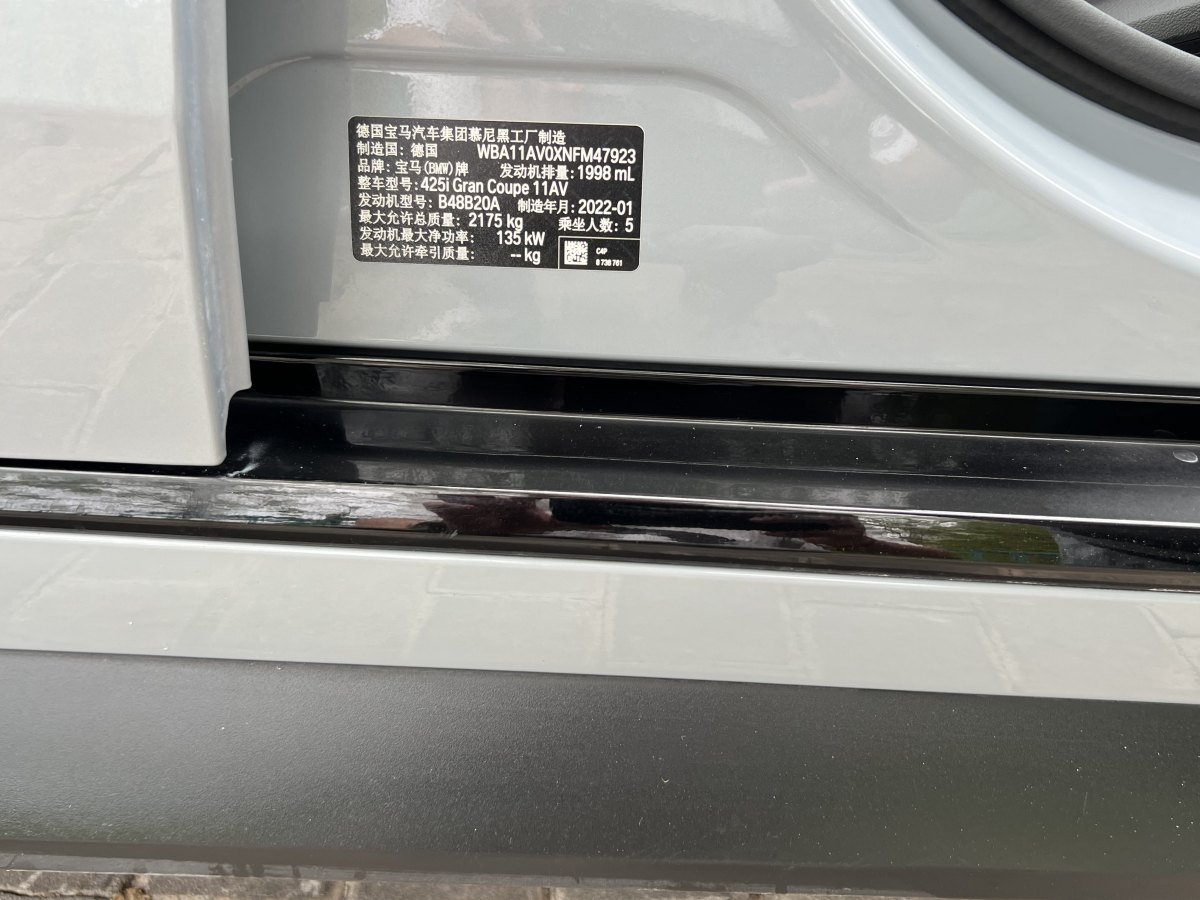 德国宝马汽车集团慕尼黑工厂制造
制造国：德国 WBA11AV0XNFM47923
品牌：宝马(BMW)牌 发动机排量：1998 mL
整车型号：425i Gran Coupe 11AV
发动机型号：B48B20A 制造年月：2022-01
最大允许总质量：2175 kg 乘坐人数：5
发动机最大净功率：135 kW
最大允许牵引质量：-- kg
C4P
8 736 761